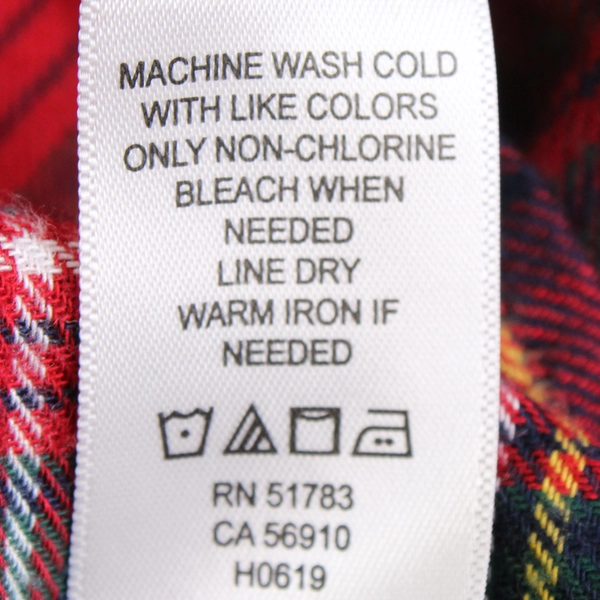 MACHINE WASH COLD
WITH LIKE COLORS
ONLY NON-CHLORINE
BLEACH WHEN
NEEDED
LINE DRY
WARM IRON IF
NEEDED
RN 51783
CA 56910
H0619